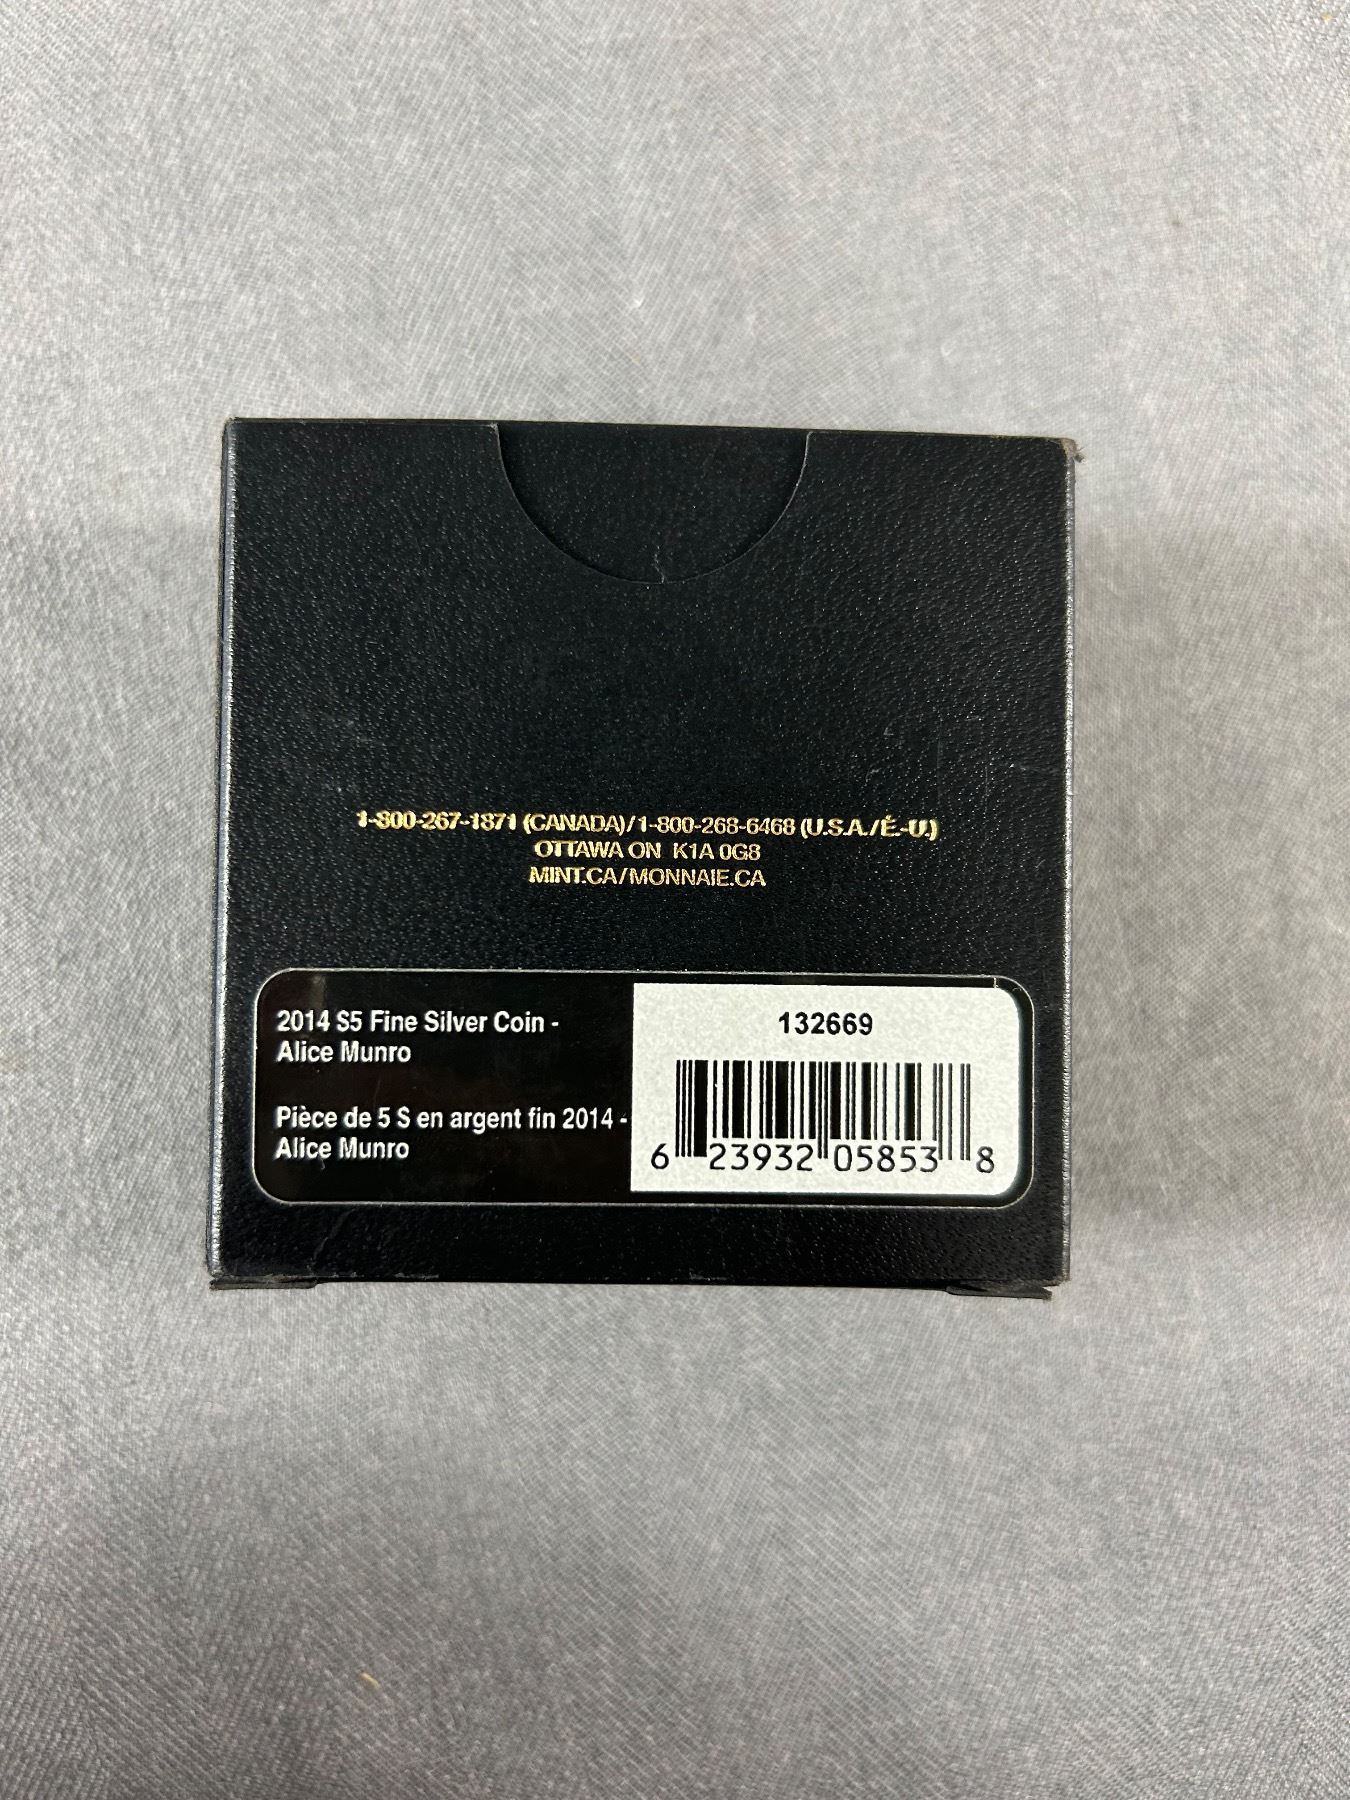 1-800-267-1871 (CANADA)/1-800-268-6468 (U.S.A./É.-U.)
OTTAWA ON K1A 0G8
MINT.CA/MONNAIE.CA
2014 $5 Fine Silver Coin -
Alice Munro
Pièce de 5 $ en argent fin 2014 -
Alice Munro
132669
6 23932 05853 8